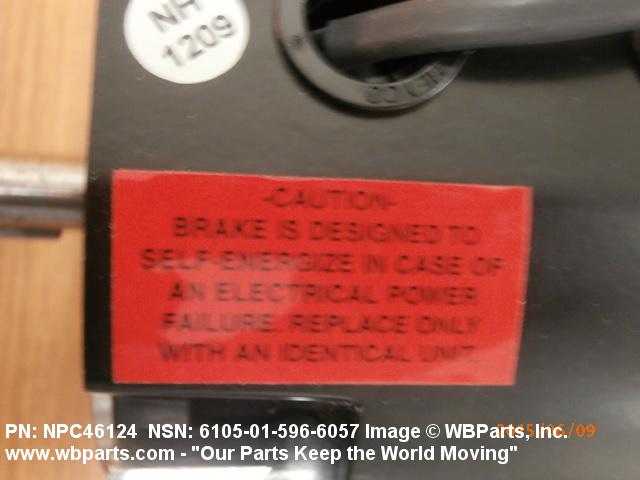 NH
1209
-CAUTION-
BRAKE IS DESIGNED TO
SELF-ENERGIZE IN CASE OF
AN ELECTRICAL POWER
FAILURE. REPLACE ONLY
WITH AN IDENTICAL UNIT
PN: NPC46124 NSN: 6105-01-596-6057 Image © WBParts, Inc.
www.wbparts.com - "Our Parts Keep the World Moving"